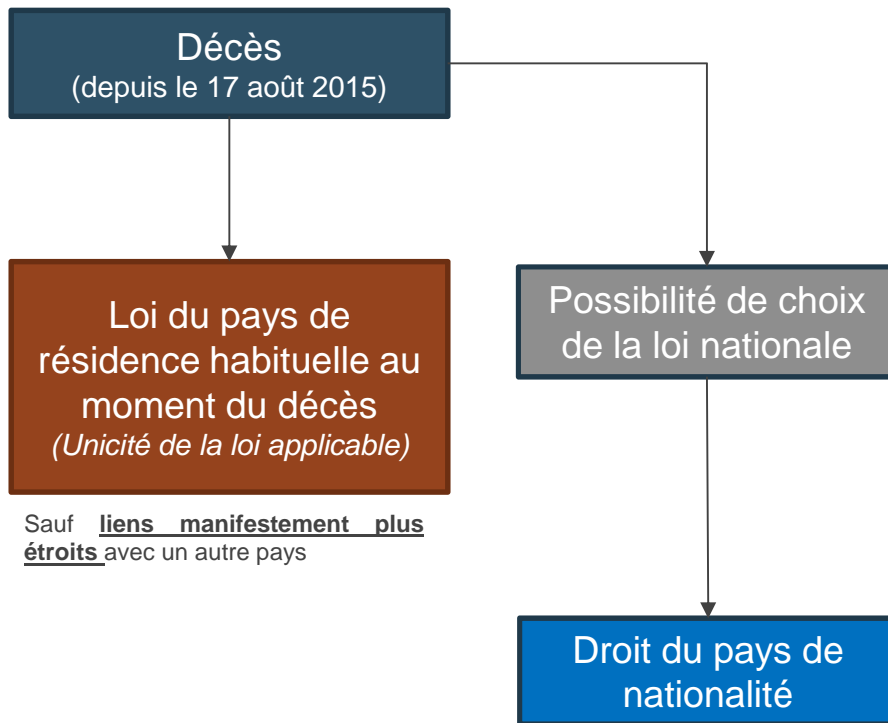 Décès
(depuis le 17 août 2015)
Loi du pays de
résidence habituelle au
moment du décès
(Unicité de la loi applicable)
Sauf liens manifestement plus
étroits avec un autre pays
Possibilité de choix
de la loi nationale
Droit du pays de
nationalité